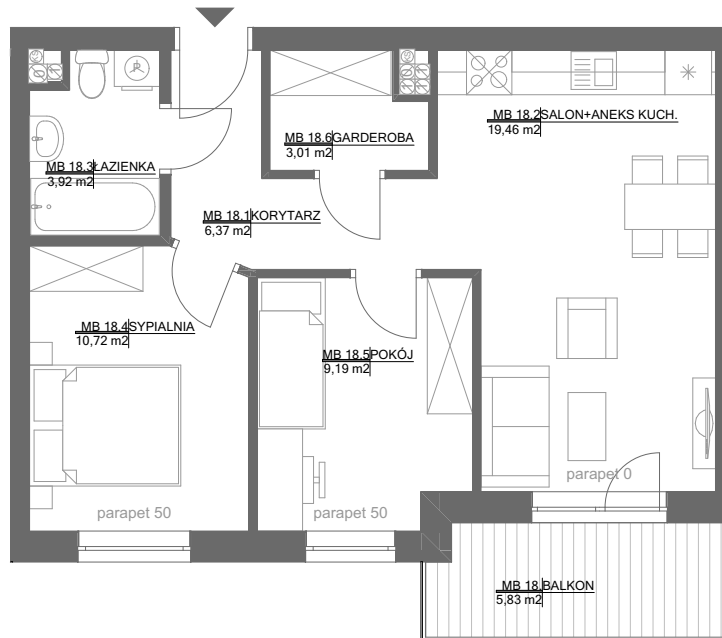 MB 18.2 SALON+ANEKS KUCH.
19,46 m2
MB 18.6 GARDEROBA
3,01 m2
MB 18.3 ŁAZIENKA
3,92 m2
MB 18.1 KORYTARZ
6,37 m2
MB 18.4 SYPIALNIA
10,72 m2
MB 18.5 POKÓJ
9,19 m2
parapet 0
parapet 50
parapet 50
MB 18. BALKON
5,83 m2